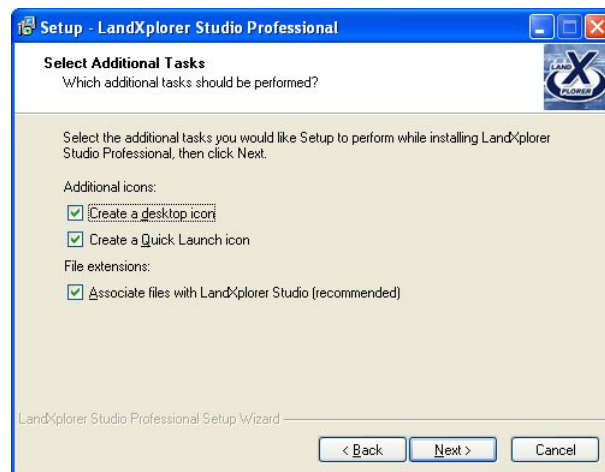 Setup - LandXplorer Studio Professional
Select Additional Tasks
Which additional tasks should be performed?
LAND X
PLORER
Select the additional tasks you would like Setup to perform while installing LandXplorer
Studio Professional, then click Next.
Additional icons:
Create a desktop icon
Create a Quick Launch icon
File extensions:
Associate files with LandXplorer Studio (recommended)
LandXplorer Studio Professional Setup Wizard
< Back
Next >
Cancel